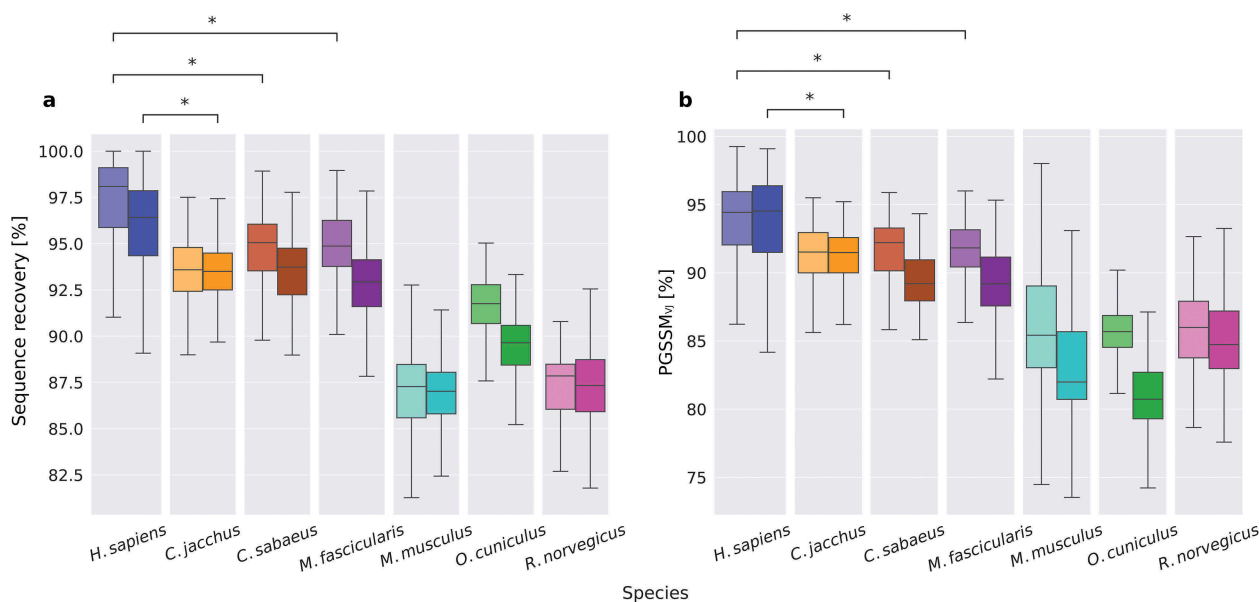 *
*
*
a
Sequence recovery [%]
100.0
97.5
95.0
92.5
90.0
87.5
85.0
82.5
H. sapiens
C. jacchus
C. sabaeus
M. fascicularis
M. musculus
O. cuniculus
R. norvegicus
*
*
*
b
PGSSM_VJ [%]
100
95
90
85
80
75
H. sapiens
C. jacchus
C. sabaeus
M. fascicularis
M. musculus
O. cuniculus
R. norvegicus
Species